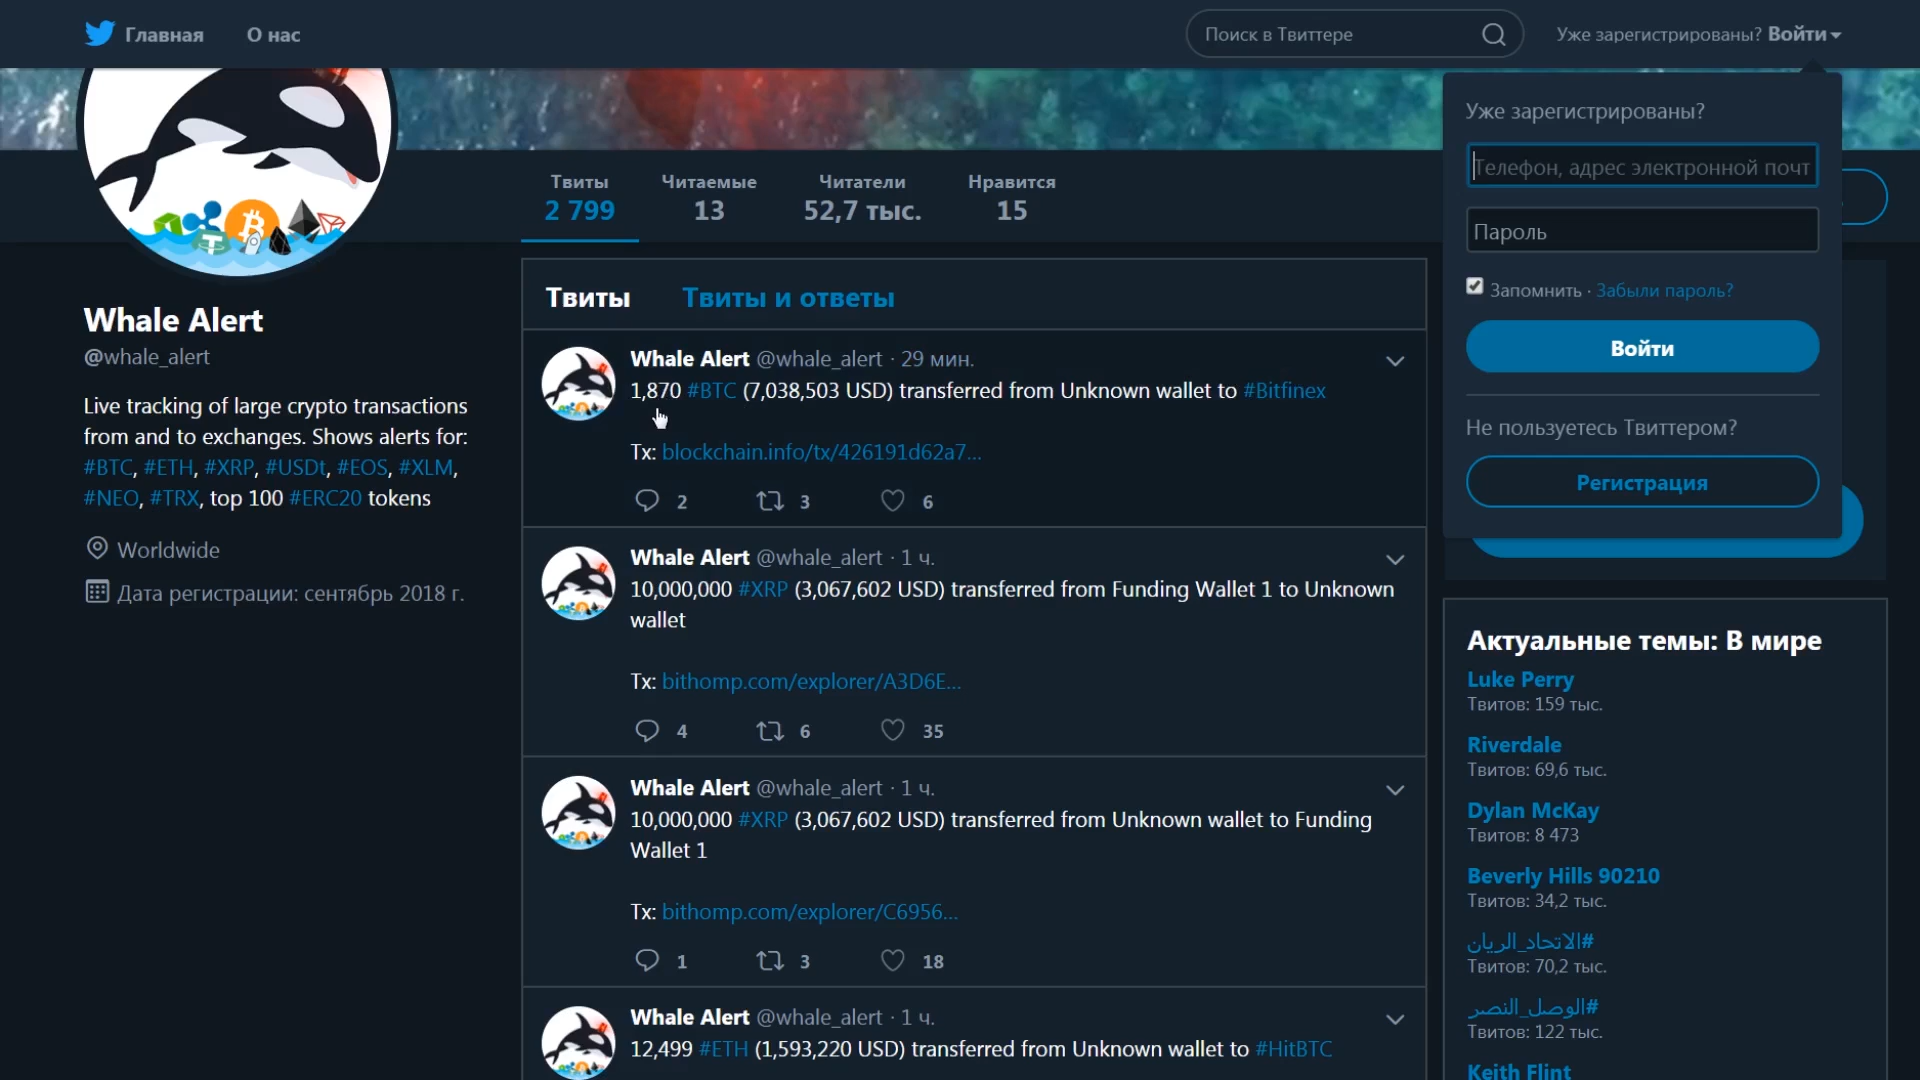 Главная
О нас
Поиск в Твиттере
Уже зарегистрированы? Войти
Твиты
2 799
Читаемые
13
Читатели
52,7 тыс.
Нравится
15
Whale Alert
@whale_alert
Live tracking of large crypto transactions
from and to exchanges. Shows alerts for:
#BTC, #ETH, #XRP, #USDt, #EOS, #XLM,
#NEO, #TRX, top 100 #ERC20 tokens
Worldwide
Дата регистрации: сентябрь 2018 г.
Твиты
Твиты и ответы
Whale Alert @whale_alert · 29 мин.
1,870 #BTC (7,038,503 USD) transferred from Unknown wallet to #Bitfinex
Tx: blockchain.info/tx/426191d62a7...
2 3 6
Whale Alert @whale_alert · 1 ч.
10,000,000 #XRP (3,067,602 USD) transferred from Funding Wallet 1 to Unknown
wallet
Tx: bithomp.com/explorer/A3D6E...
4 6 35
Whale Alert @whale_alert · 1 ч.
10,000,000 #XRP (3,067,602 USD) transferred from Unknown wallet to Funding
Wallet 1
Tx: bithomp.com/explorer/C6956...
1 3 18
Whale Alert @whale_alert · 1 ч.
12,499 #ETH (1,593,220 USD) transferred from Unknown wallet to #HitBTC
Уже зарегистрированы?
Телефон, адрес электронной почт
Пароль
Запомнить · Забыли пароль?
Войти
Не пользуетесь Твиттером?
Регистрация
Актуальные темы: В мире
Luke Perry
Твитов: 159 тыс.
Riverdale
Твитов: 69,6 тыс.
Dylan McKay
Твитов: 8 473
Beverly Hills 90210
Твитов: 34,2 тыс.
#الاتحاد_الريان
Твитов: 70,2 тыс.
#الوصل_النصر
Твитов: 122 тыс.
Keith Flint